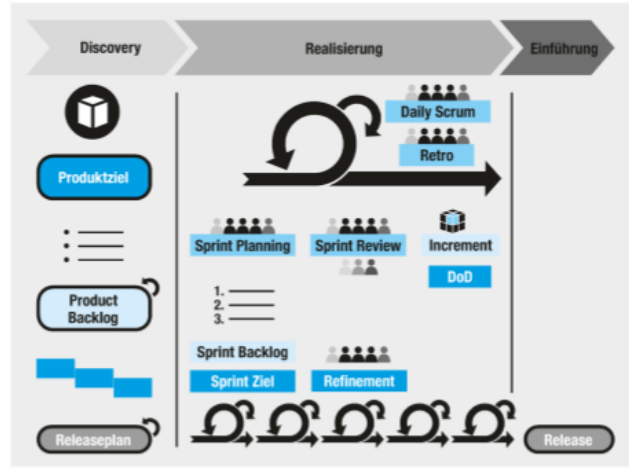 Discovery
Realisierung
Einführung
Daily Scrum
Retro
Produktziel
Sprint Planning
Sprint Review
Increment
DoD
Product
Backlog
1.
2.
3.
Sprint Backlog
Sprint Ziel
Refinement
Releaseplan
Release